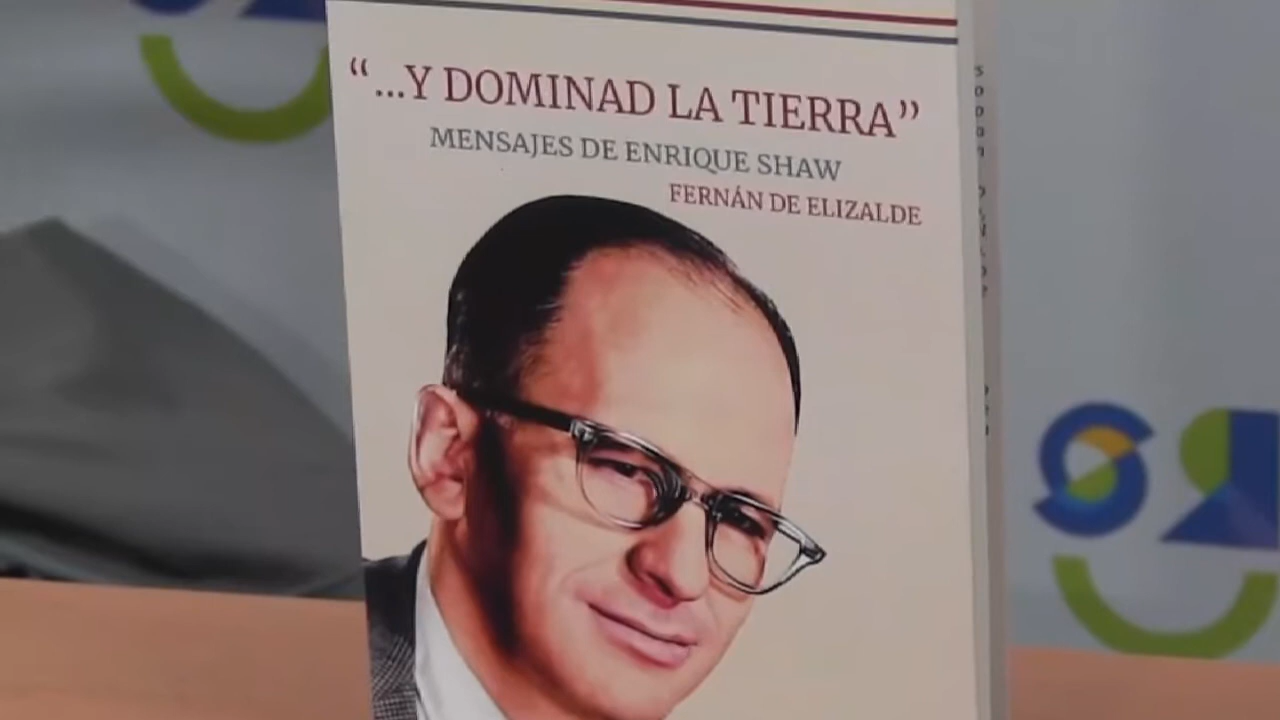 “...Y DOMINAD LA TIERRA”
MENSAJES DE ENRIQUE SHAW
FERNÁN DE ELIZALDE